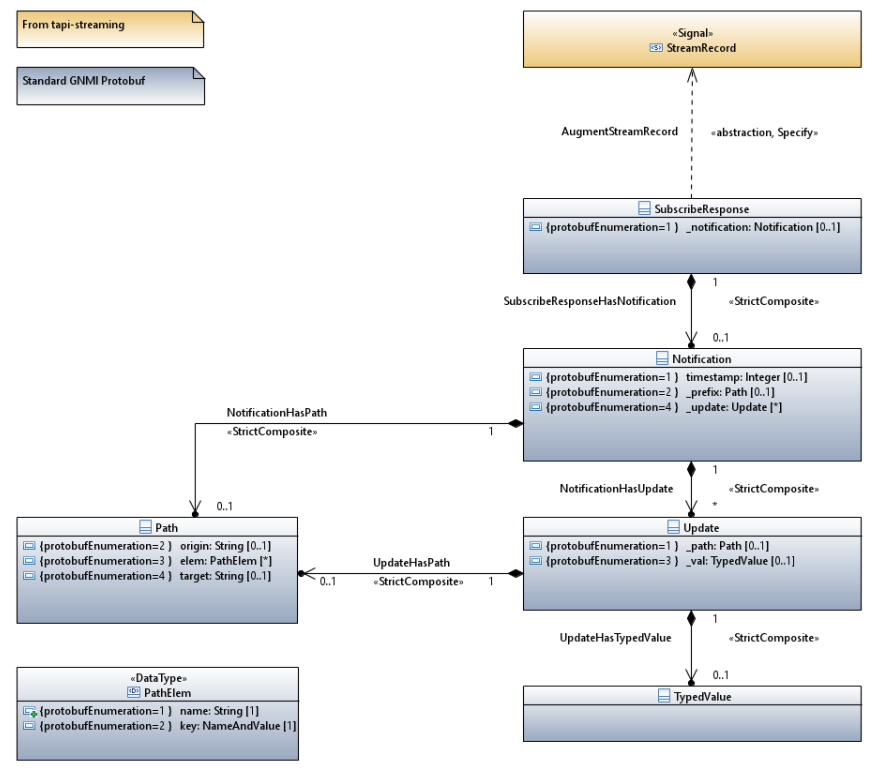 From tapi-streaming
Standard GNMI Protobuf
«Signal»
StreamRecord
AugmentStreamRecord «abstraction, Specify»
SubscribeResponse
{protobufEnumeration=1 } _notification: Notification [0..1]
1
SubscribeResponseHasNotification «StrictComposite»
0..1
Notification
{protobufEnumeration=1 } timestamp: Integer [0..1]
{protobufEnumeration=2 } _prefix: Path [0..1]
{protobufEnumeration=4 } _update: Update [*]
NotificationHasPath
«StrictComposite» 1
0..1
1
NotificationHasUpdate «StrictComposite»
*
Path
{protobufEnumeration=2 } origin: String [0..1]
{protobufEnumeration=3 } elem: PathElem [*]
{protobufEnumeration=4 } target: String [0..1]
UpdateHasPath
0..1 «StrictComposite» 1
Update
{protobufEnumeration=1 } _path: Path [0..1]
{protobufEnumeration=3 } _val: TypedValue [0..1]
1
UpdateHasTypedValue «StrictComposite»
0..1
«DataType»
PathElem
{protobufEnumeration=1 } name: String [1]
{protobufEnumeration=2 } key: NameAndValue [1]
TypedValue